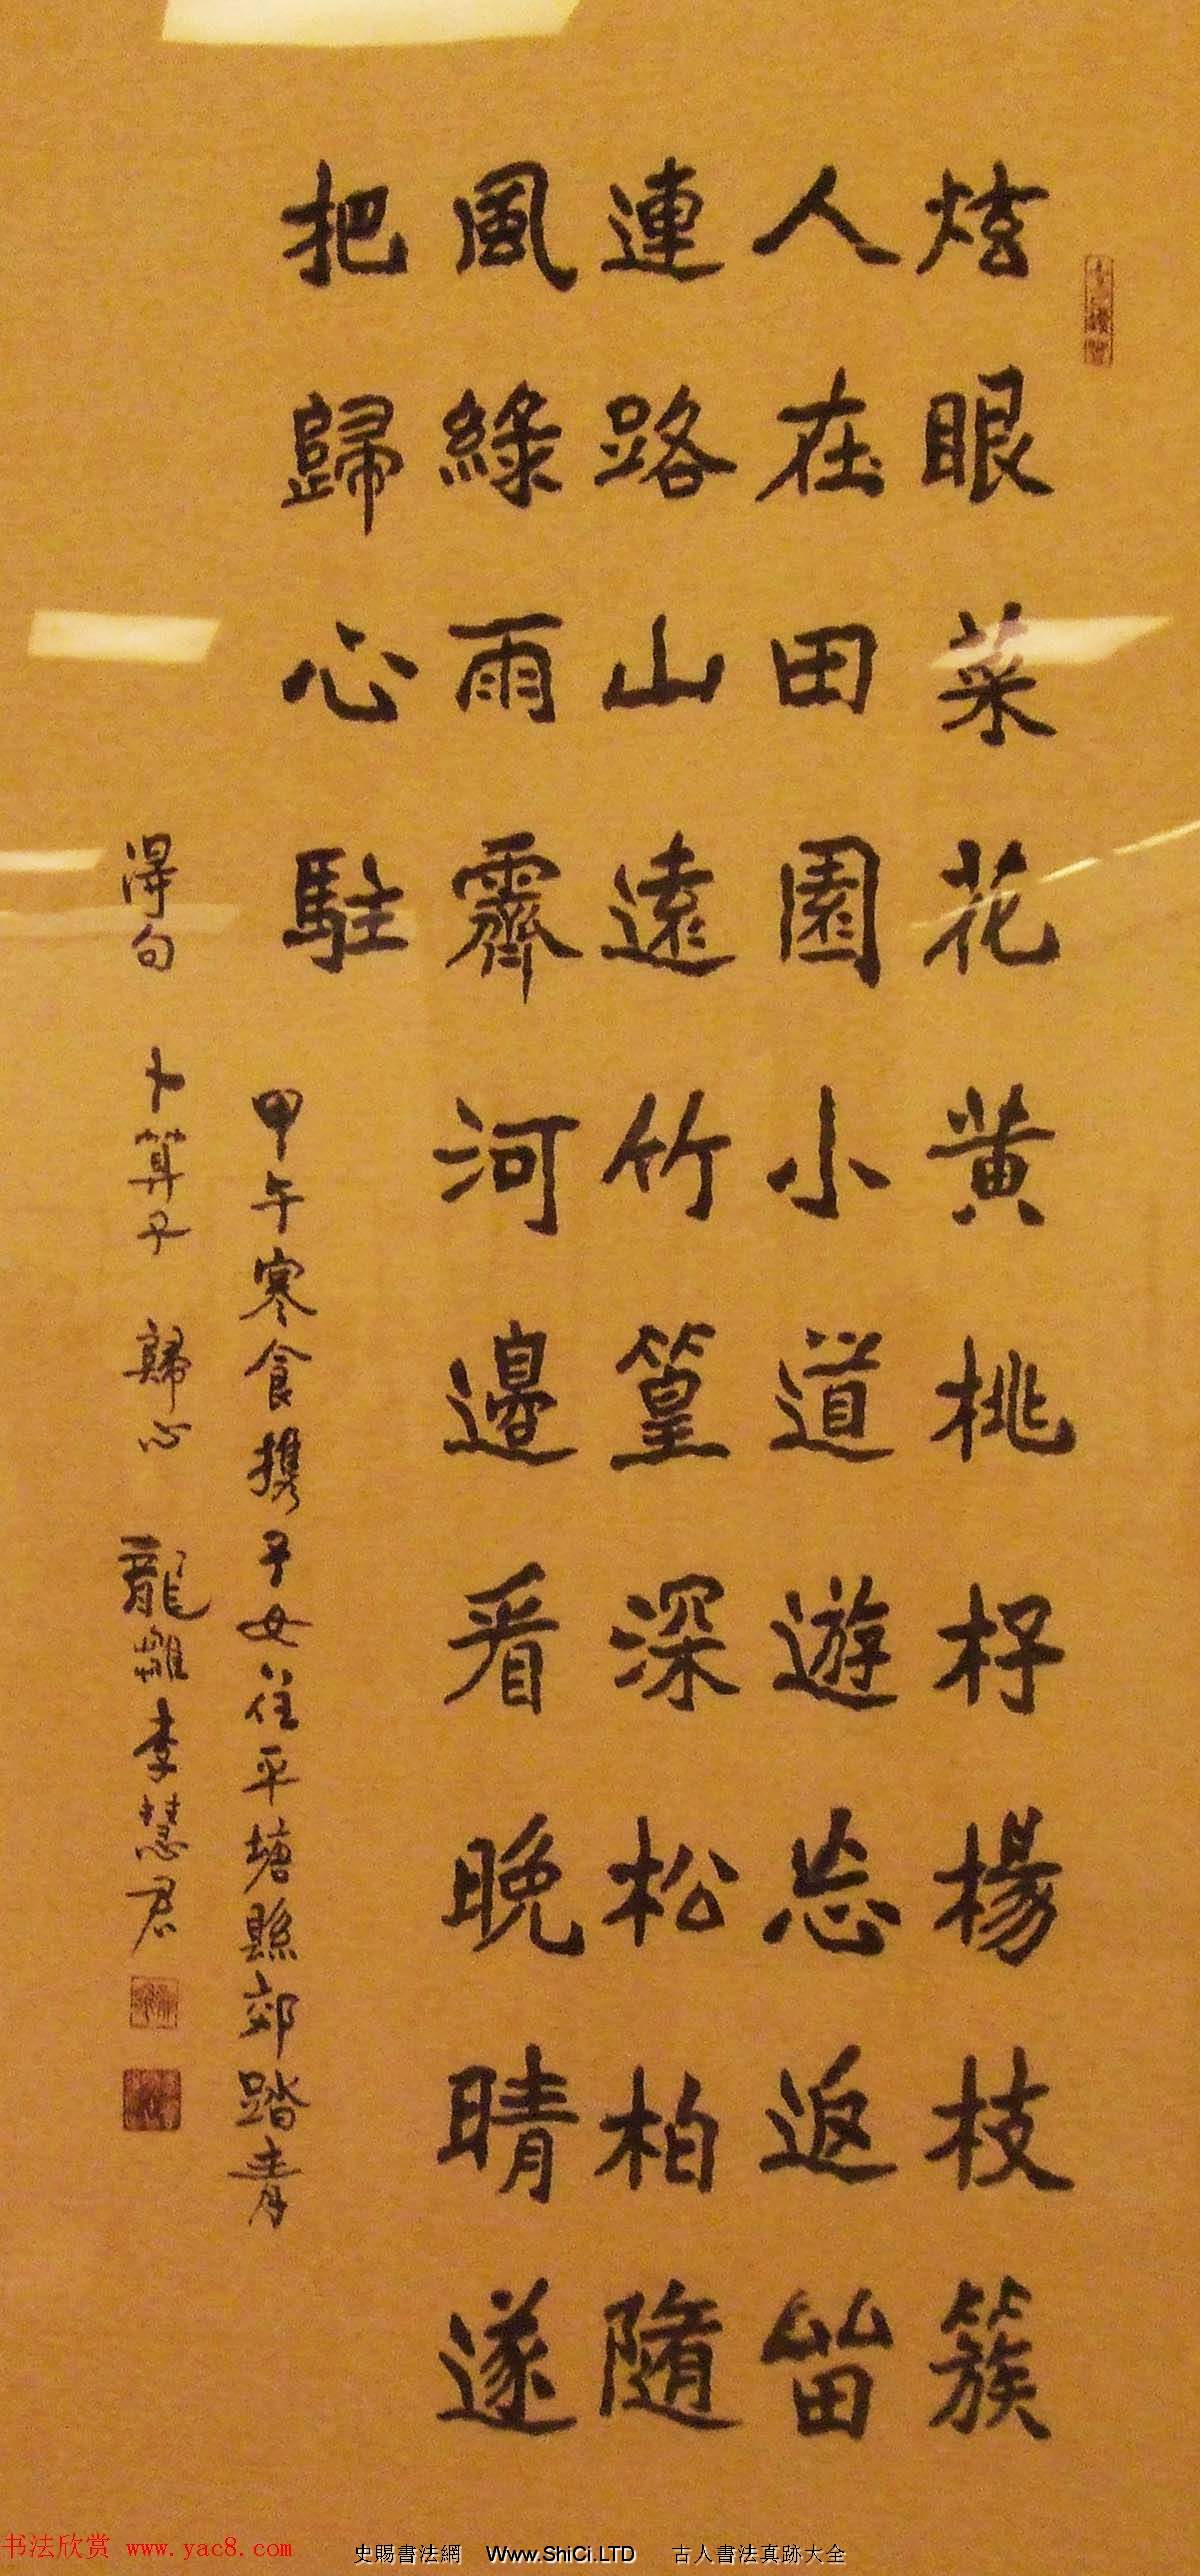 炫眼菜花黄桃杍楊枝簇
人在田園小道遊忘返畱
連路山遠竹篁深松柏隨
風綠雨霽河邊看晚晴遂
把歸心駐
甲午寒食攜子女往平塘縣郊踏青
得句 卜算子 歸心 龍灘李慧君
书法欣赏 www.yac8.com
史賜書法網 Www.ShiCi.LTD 古人書法真跡大全